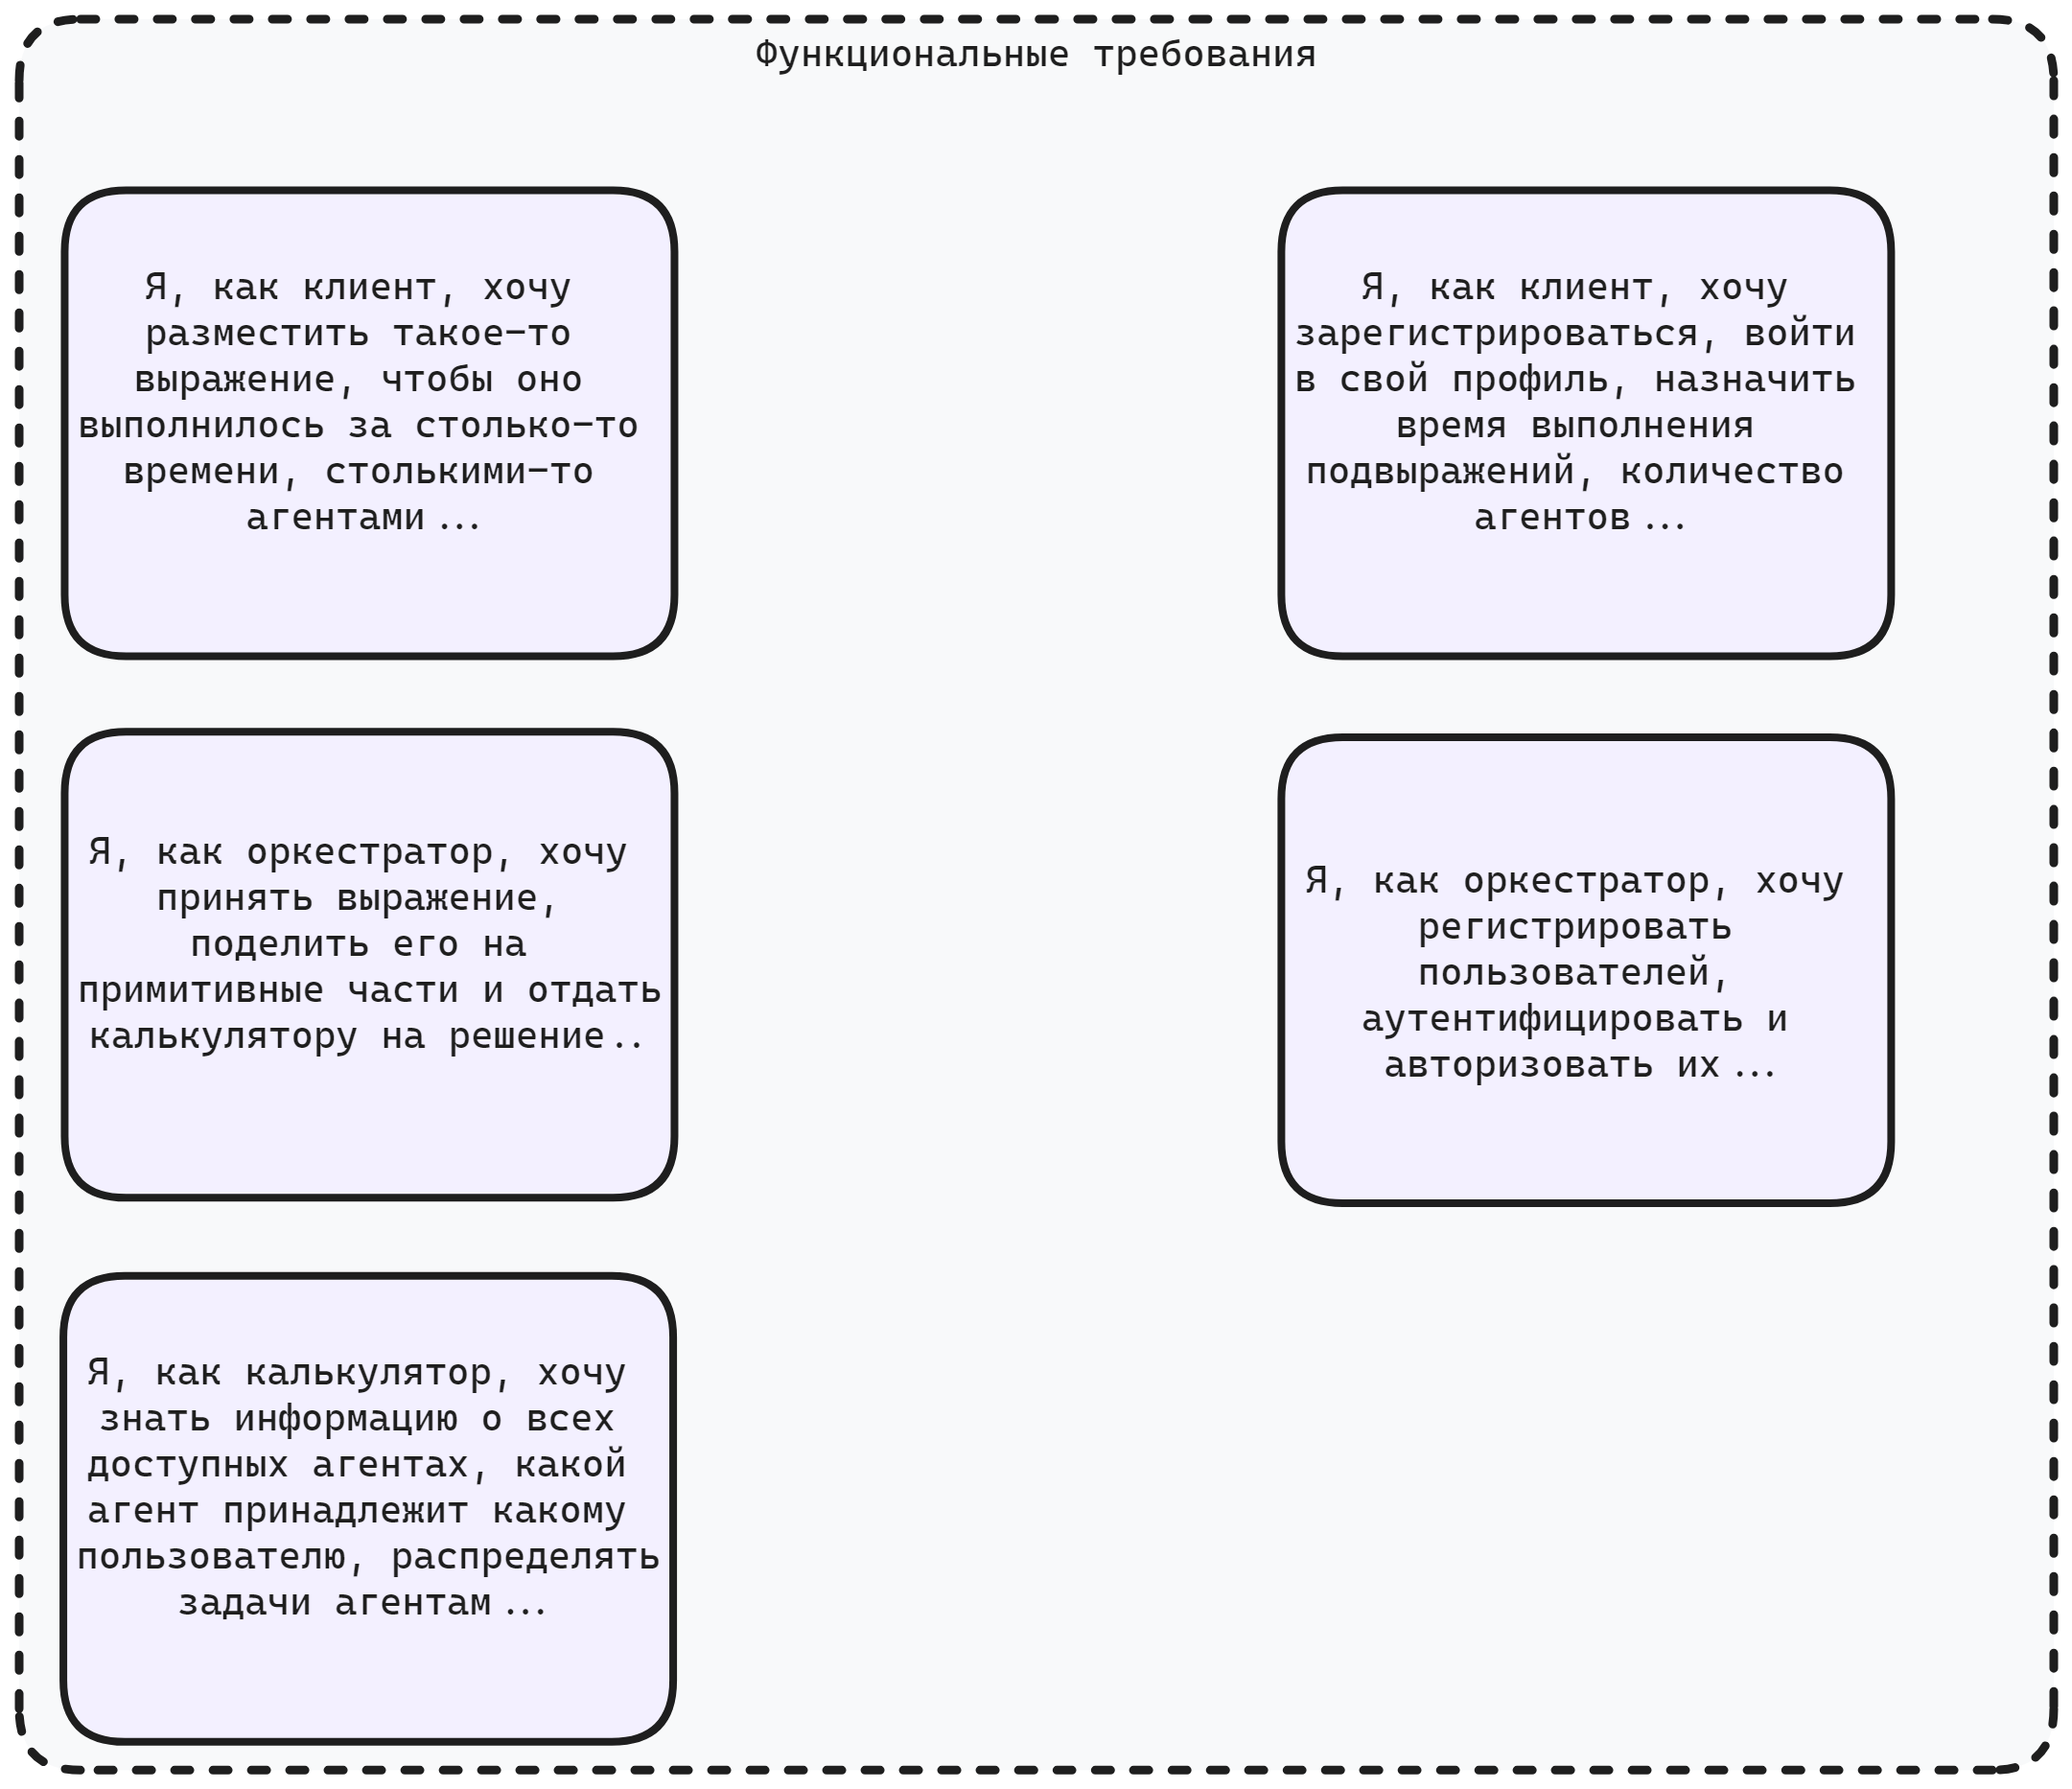 Функциональные требования
Я, как клиент, хочу
разместить такое-то
выражение, чтобы оно
выполнилось за столько-то
времени, столькими-то
агентами...
Я, как клиент, хочу
зарегистрироваться, войти
в свой профиль, назначить
время выполнения
подвыражений, количество
агентов...
Я, как оркестратор, хочу
принять выражение,
поделить его на
примитивные части и отдать
калькулятору на решение..
Я, как оркестратор, хочу
регистрировать
пользователей,
аутентифицировать и
авторизовать их...
Я, как калькулятор, хочу
знать информацию о всех
доступных агентах, какой
агент принадлежит какому
пользователю, распределять
задачи агентам...